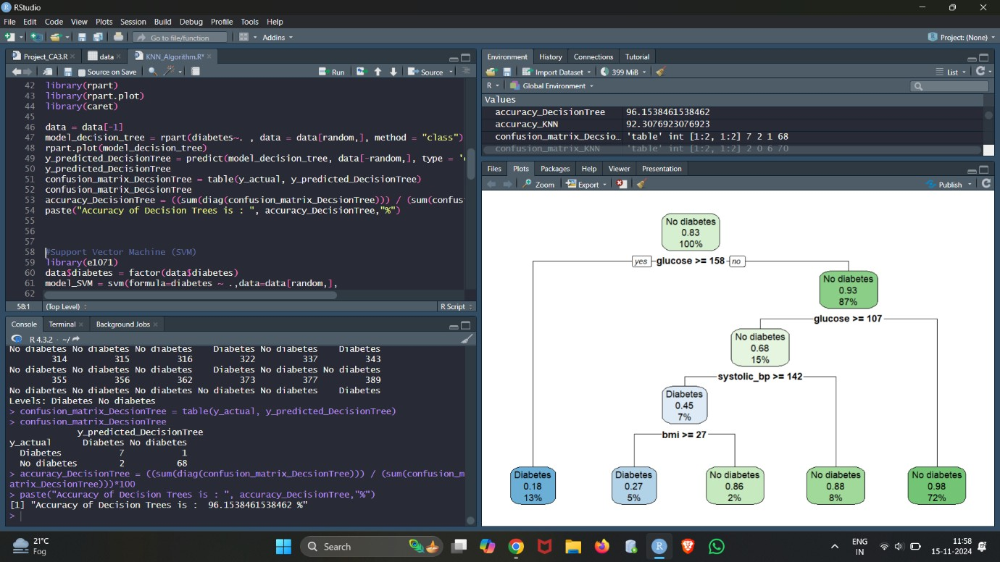 RStudio
File Edit Code View Plots Session Build Debug Profile Tools Help
Go to file/function Addins Project: (None)
Project_CA3.R data KNN_Algorithm.R*
Source on Save Run Source
42 library(rpart)
43 library(rpart.plot)
44 library(caret)
45
46 data = data[-1]
47 model_decision_tree = rpart(diabetes~. , data = data[random,], method = "class")
48 rpart.plot(model_decision_tree)
49 y_predicted_DecisionTree = predict(model_decision_tree, data[-random,], type = '
50 y_predicted_DecisionTree
51 confusion_matrix_DecsionTree = table(y_actual, y_predicted_DecisionTree)
52 confusion_matrix_DecsionTree
53 accuracy_DecisionTree = ((sum(diag(confusion_matrix_DecsionTree))) / (sum(confus
54 paste("Accuracy of Decision Trees is : ", accuracy_DecisionTree,"%")
55
56
57
58 #Support Vector Machine (SVM)
59 library(e1071)
60 data$diabetes = factor(data$diabetes)
61 model_SVM = svm(formula=diabetes ~ .,data=data[random,],
62
58:1 (Top Level) R Script
Console Terminal Background Jobs
R 4.3.2 · ~/
No diabetes No diabetes No diabetes Diabetes No diabetes Diabetes
314 315 316 322 337 343
No diabetes No diabetes No diabetes Diabetes No diabetes No diabetes
355 356 362 373 377 389
No diabetes No diabetes No diabetes No diabetes No diabetes Diabetes
Levels: Diabetes No diabetes
> confusion_matrix_DecsionTree = table(y_actual, y_predicted_DecisionTree)
> confusion_matrix_DecsionTree
y_predicted_DecisionTree
y_actual Diabetes No diabetes
Diabetes 7 1
No diabetes 2 68
> accuracy_DecisionTree = ((sum(diag(confusion_matrix_DecsionTree))) / (sum(confusion_m
atrix_DecsionTree)))*100
> paste("Accuracy of Decision Trees is : ", accuracy_DecisionTree,"%")
[1] "Accuracy of Decision Trees is :  96.1538461538462 %"
>
Environment History Connections Tutorial
Import Dataset 399 MiB List
R Global Environment
Values
accuracy_DecisionTree 96.1538461538462
accuracy_KNN 92.3076923076923
confusion_matrix_Decsio… 'table' int [1:2, 1:2] 7 2 1 68
confusion_matrix_KNN 'table' int [1:2, 1:2] 2 0 6 70
Files Plots Packages Help Viewer Presentation
Zoom Export Publish
No diabetes
0.83
100%
yes glucose >= 158 no
No diabetes
0.93
87%
glucose >= 107
No diabetes
0.68
15%
systolic_bp >= 142
Diabetes
0.45
7%
bmi >= 27
Diabetes
0.18
13%
Diabetes
0.27
5%
No diabetes
0.86
2%
No diabetes
0.88
8%
No diabetes
0.98
72%
21°C
Fog
Search
ENG
IN
11:58
15-11-2024